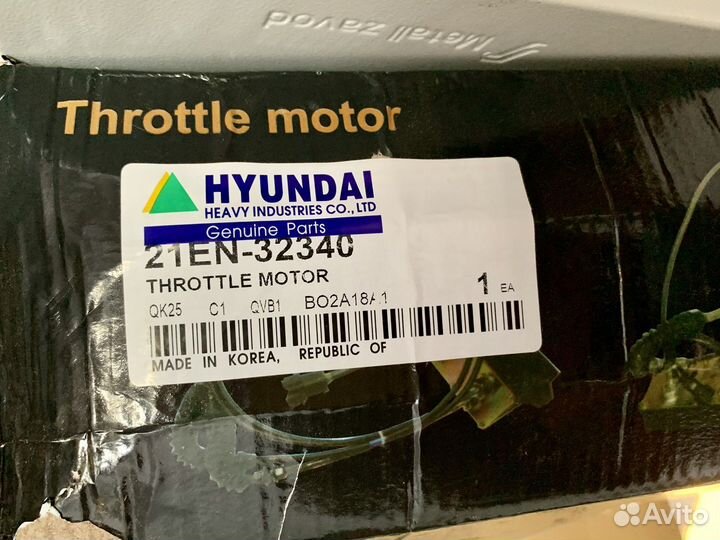 Metall zavod
Throttle motor
HYUNDAI
HEAVY INDUSTRIES CO., LTD
Genuine Parts
21EN-32340
THROTTLE MOTOR
1 EA
QK25 C1 QVB1 BO2A18A1
MADE IN KOREA, REPUBLIC OF
Avito